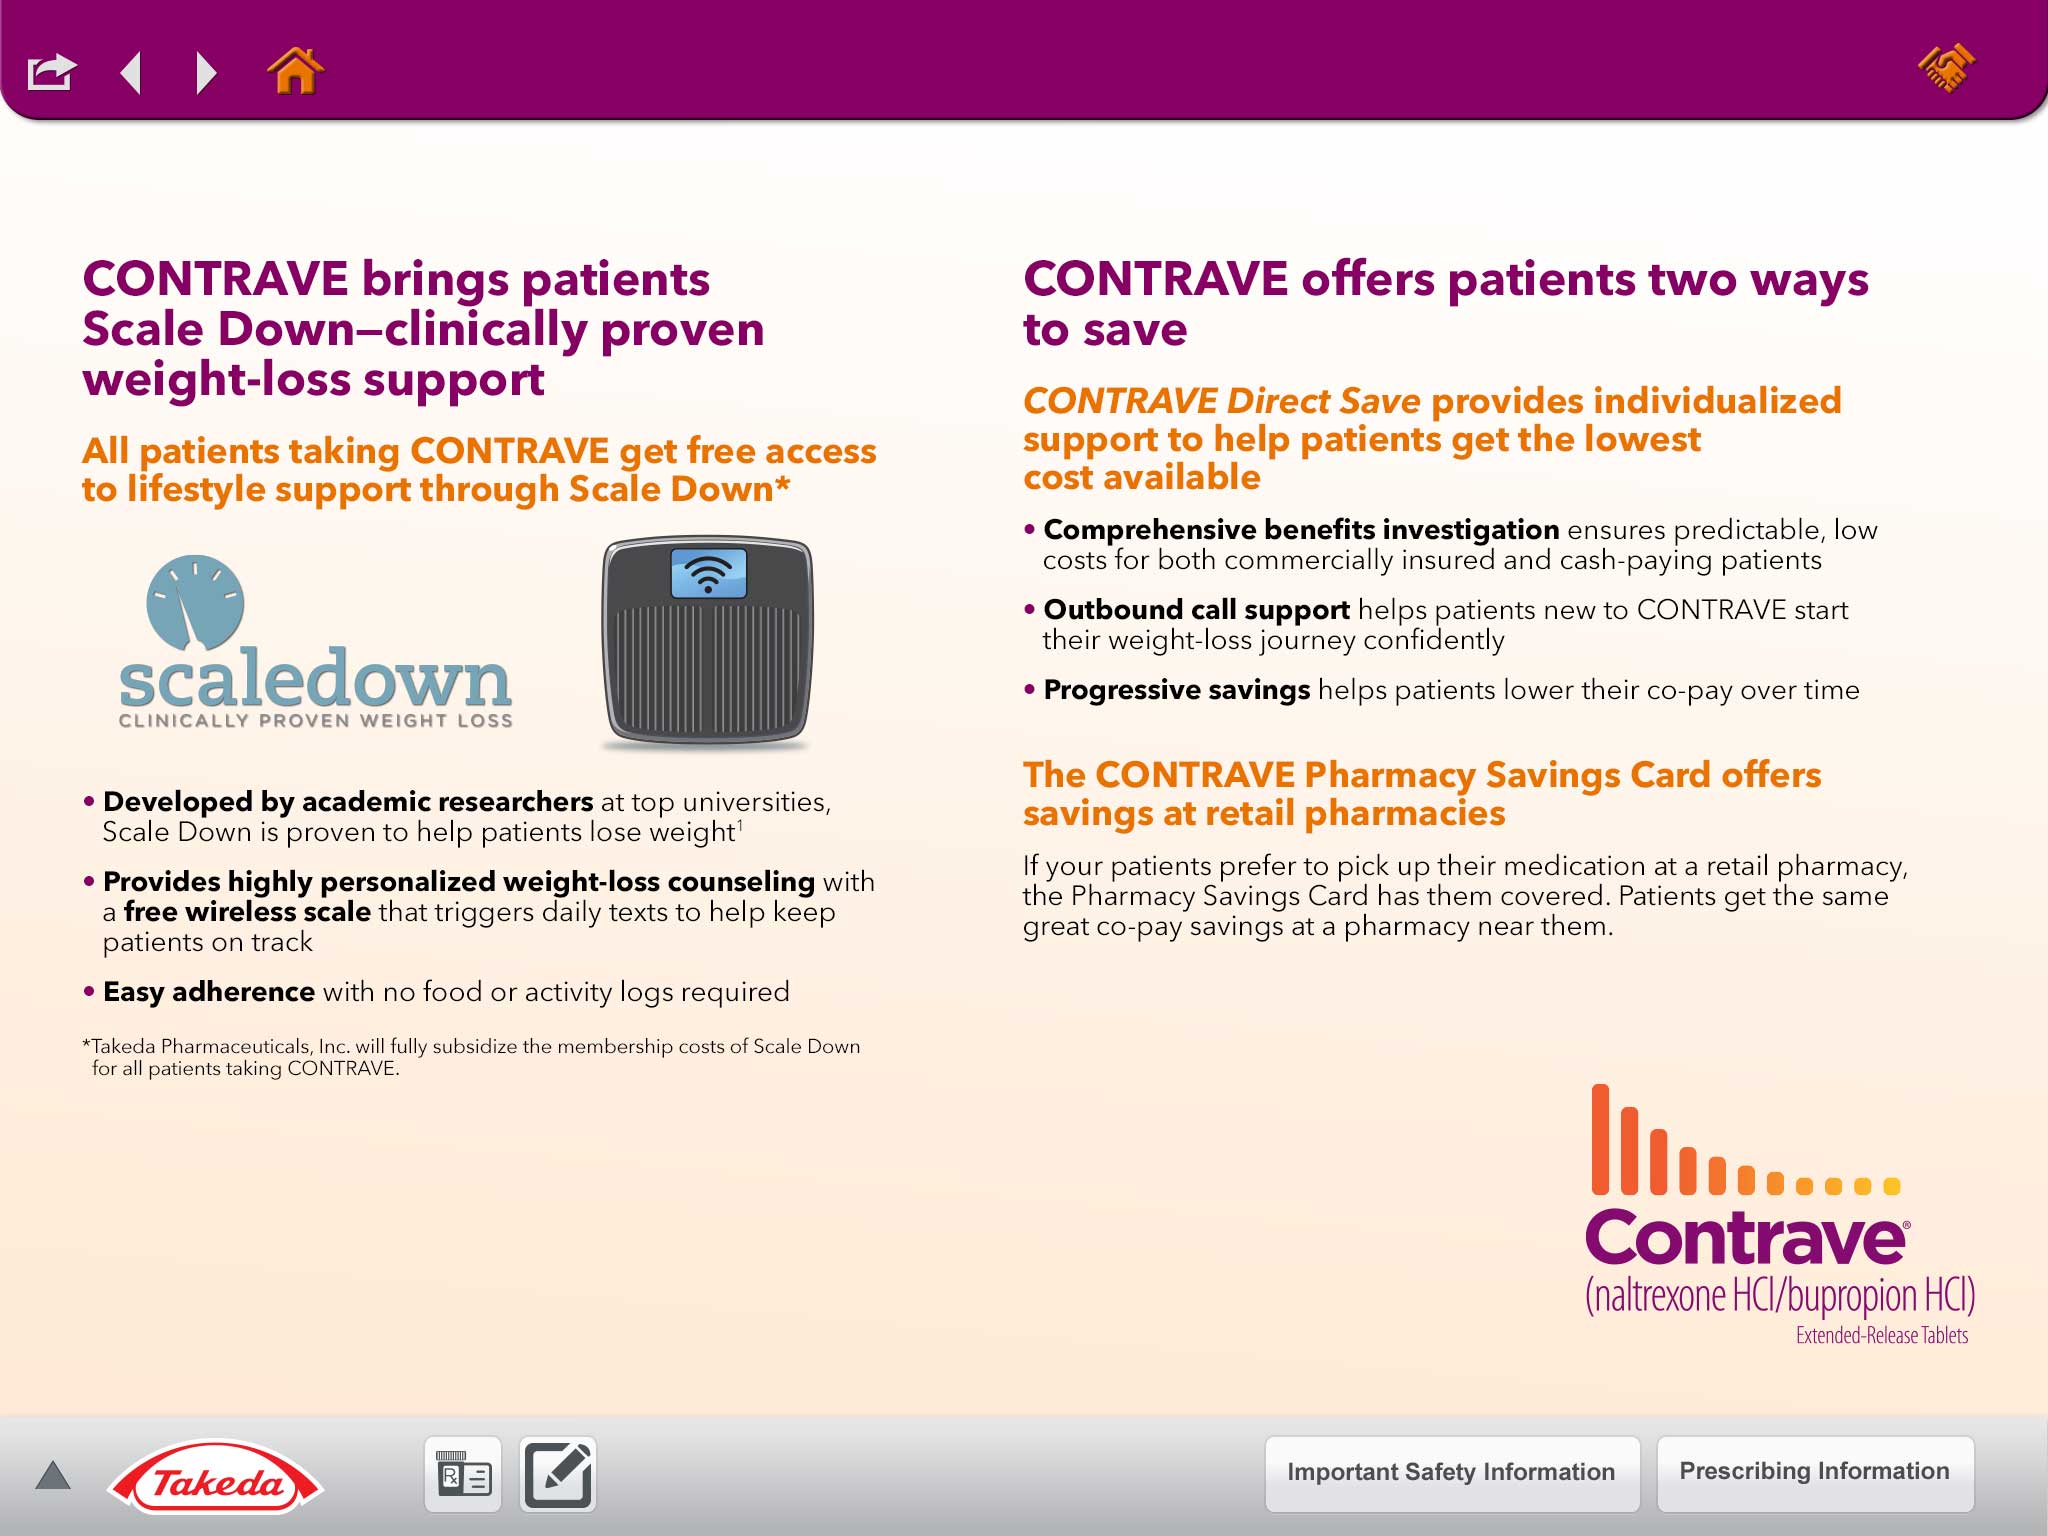 CONTRAVE brings patients
Scale Down—clinically proven
weight-loss support
All patients taking CONTRAVE get free access
to lifestyle support through Scale Down*
scaledown
CLINICALLY PROVEN WEIGHT LOSS
• Developed by academic researchers at top universities,
Scale Down is proven to help patients lose weight1
• Provides highly personalized weight-loss counseling with
a free wireless scale that triggers daily texts to help keep
patients on track
• Easy adherence with no food or activity logs required
*Takeda Pharmaceuticals, Inc. will fully subsidize the membership costs of Scale Down
for all patients taking CONTRAVE.
CONTRAVE offers patients two ways
to save
CONTRAVE Direct Save provides individualized
support to help patients get the lowest
cost available
• Comprehensive benefits investigation ensures predictable, low
costs for both commercially insured and cash-paying patients
• Outbound call support helps patients new to CONTRAVE start
their weight-loss journey confidently
• Progressive savings helps patients lower their co-pay over time
The CONTRAVE Pharmacy Savings Card offers
savings at retail pharmacies
If your patients prefer to pick up their medication at a retail pharmacy,
the Pharmacy Savings Card has them covered. Patients get the same
great co-pay savings at a pharmacy near them.
Contrave®
(naltrexone HCl/bupropion HCl)
Extended-Release Tablets
Takeda
Rx
Important Safety Information
Prescribing Information